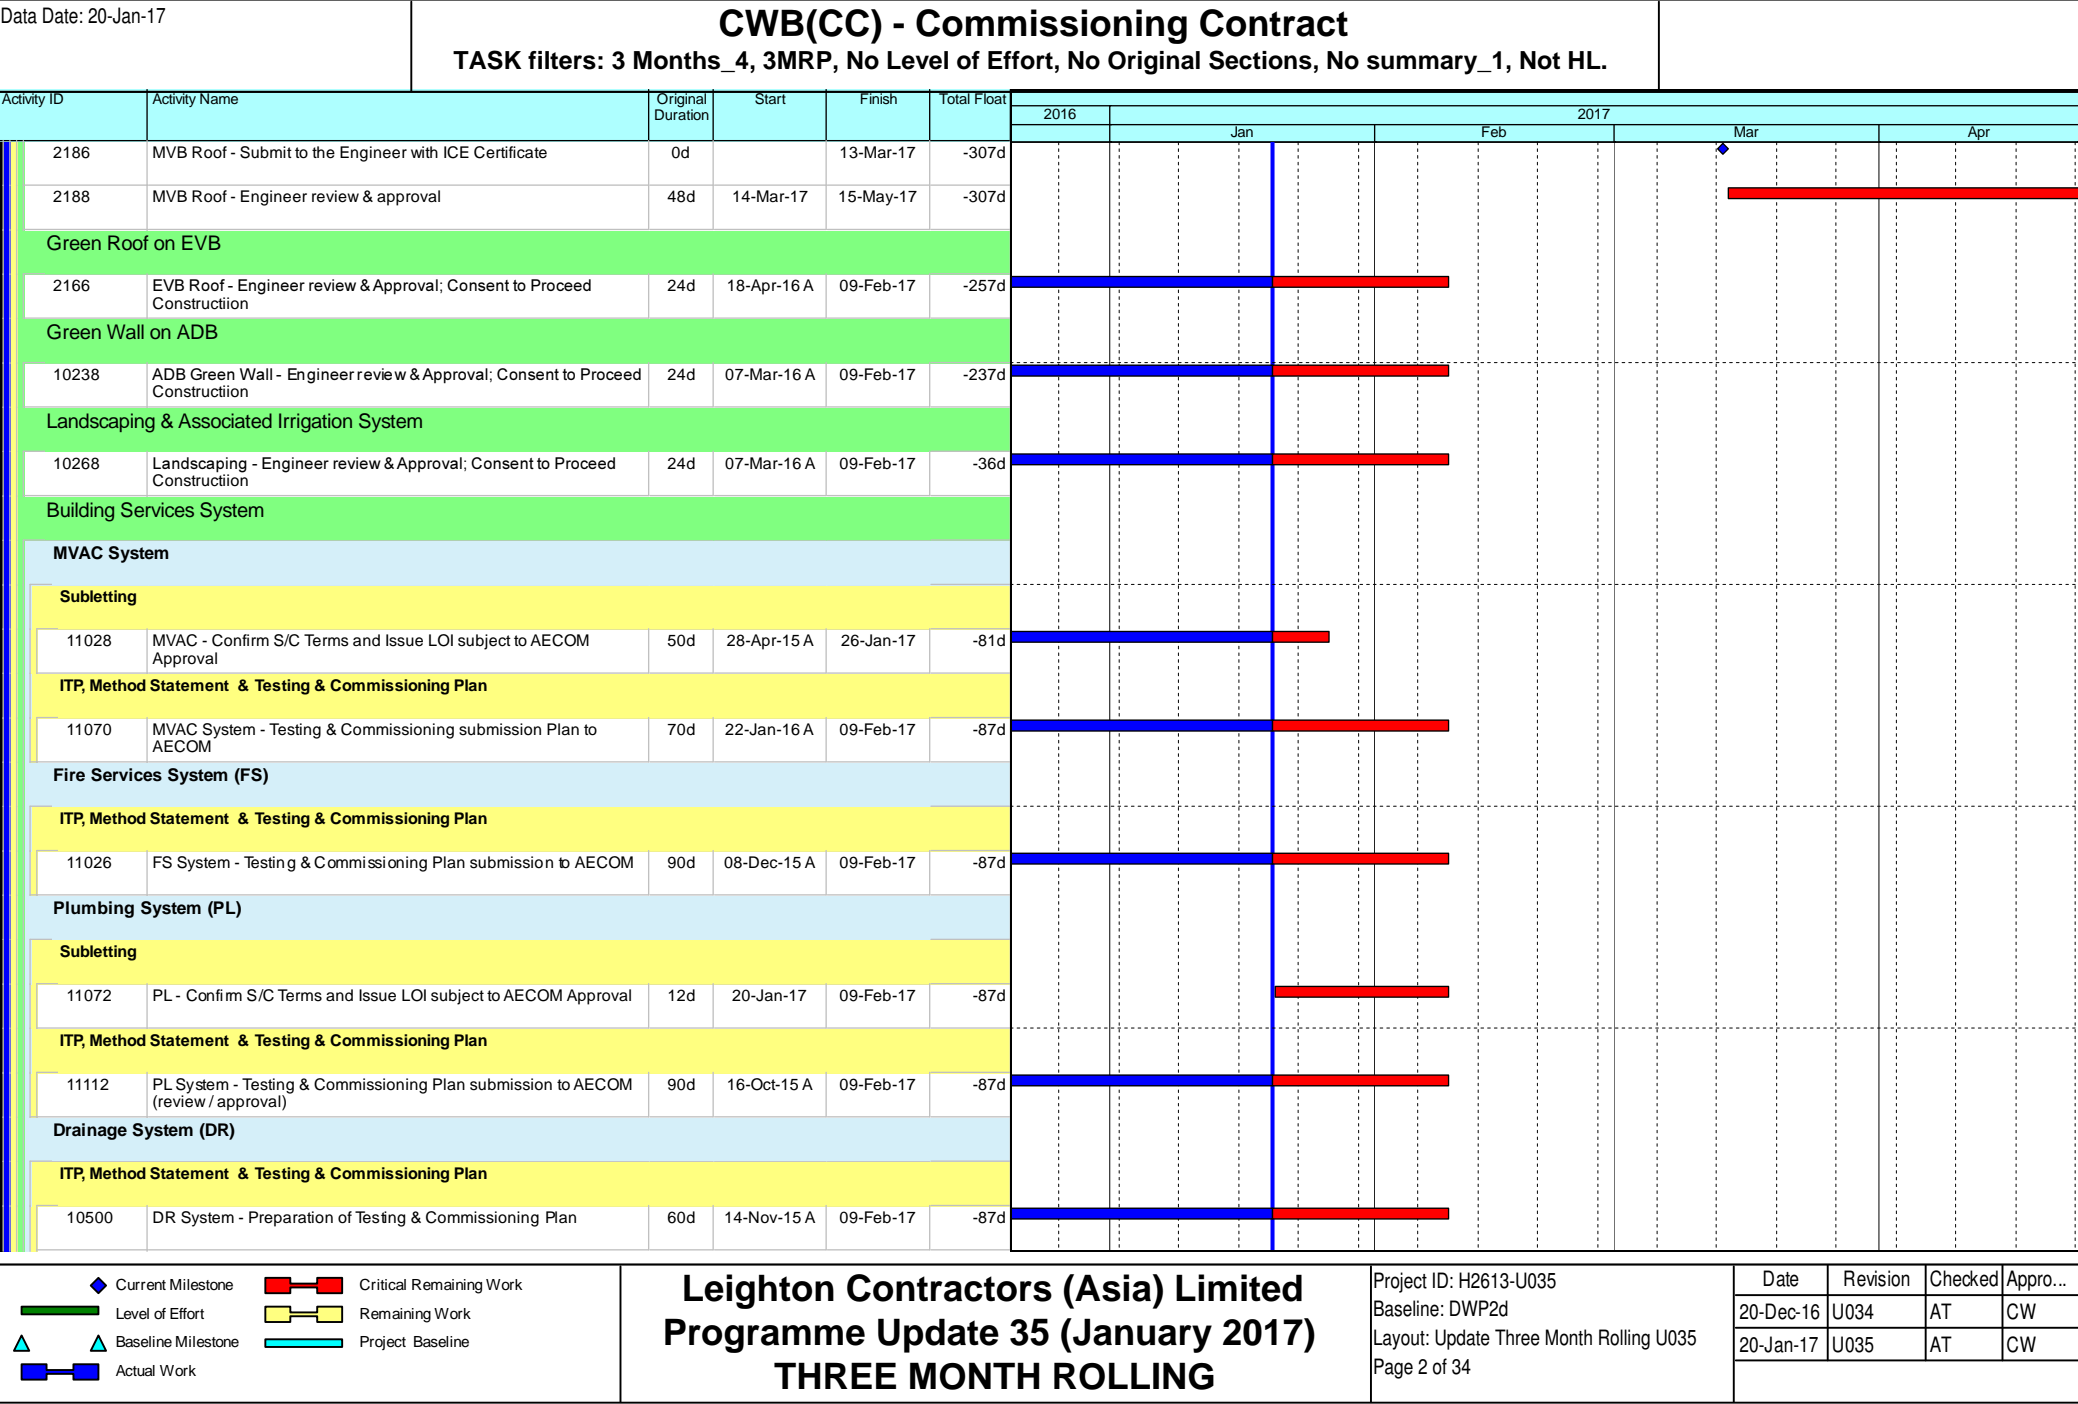 Data Date: 20-Jan-17
CWB(CC) - Commissioning Contract
TASK filters: 3 Months_4, 3MRP, No Level of Effort, No Original Sections, No summary_1, Not HL.
Activity ID Activity Name Original Duration Start Finish Total Float
2016 2017
Jan Feb Mar Apr
2186 MVB Roof - Submit to the Engineer with ICE Certificate 0d 13-Mar-17 -307d
2188 MVB Roof - Engineer review & approval 48d 14-Mar-17 15-May-17 -307d
Green Roof on EVB
2166 EVB Roof - Engineer review & Approval; Consent to Proceed 24d 18-Apr-16 A 09-Feb-17 -257d
Constructiion
Green Wall on ADB
10238 ADB Green Wall - Engineer review & Approval; Consent to Proceed 24d 07-Mar-16 A 09-Feb-17 -237d
Constructiion
Landscaping & Associated Irrigation System
10268 Landscaping - Engineer review & Approval; Consent to Proceed 24d 07-Mar-16 A 09-Feb-17 -36d
Constructiion
Building Services System
MVAC System
Subletting
11028 MVAC - Confirm S/C Terms and Issue LOI subject to AECOM 50d 28-Apr-15 A 26-Jan-17 -81d
Approval
ITP, Method Statement & Testing & Commissioning Plan
11070 MVAC System - Testing & Commissioning submission Plan to 70d 22-Jan-16 A 09-Feb-17 -87d
AECOM
Fire Services System (FS)
ITP, Method Statement & Testing & Commissioning Plan
11026 FS System - Testing & Commissioning Plan submission to AECOM 90d 08-Dec-15 A 09-Feb-17 -87d
Plumbing System (PL)
Subletting
11072 PL - Confirm S/C Terms and Issue LOI subject to AECOM Approval 12d 20-Jan-17 09-Feb-17 -87d
ITP, Method Statement & Testing & Commissioning Plan
11112 PL System - Testing & Commissioning Plan submission to AECOM 90d 16-Oct-15 A 09-Feb-17 -87d
(review / approval)
Drainage System (DR)
ITP, Method Statement & Testing & Commissioning Plan
10500 DR System - Preparation of Testing & Commissioning Plan 60d 14-Nov-15 A 09-Feb-17 -87d
Current Milestone Critical Remaining Work
Level of Effort Remaining Work
Baseline Milestone Project Baseline
Actual Work
Leighton Contractors (Asia) Limited
Programme Update 35 (January 2017)
THREE MONTH ROLLING
Project ID: H2613-U035
Baseline: DWP2d
Layout: Update Three Month Rolling U035
Page 2 of 34
Date Revision Checked Appro...
20-Dec-16 U034 AT CW
20-Jan-17 U035 AT CW